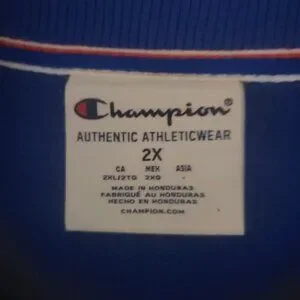 Champion®
AUTHENTIC ATHLETICWEAR
2X
CA MEX ASIA
2XL/2TG 2XG -
MADE IN HONDURAS
FABRIQUÉ AU HONDURAS
HECHO EN HONDURAS
CHAMPION.COM